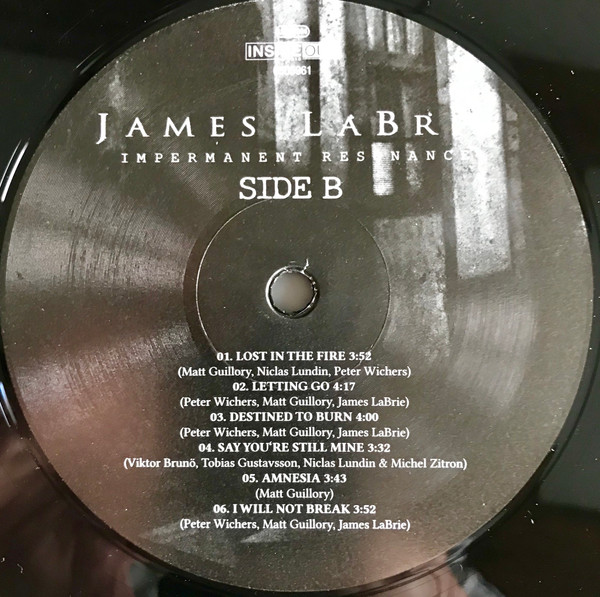 JAMES LABR
IMPERMANENT RESONANCE
SIDE B
01. LOST IN THE FIRE 3:52
(Matt Guillory, Niclas Lundin, Peter Wichers)
02. LETTING GO 4:17
(Peter Wichers, Matt Guillory, James LaBrie)
03. DESTINED TO BURN 4:00
(Peter Wichers, Matt Guillory, James LaBrie)
04. SAY YOU'RE STILL MINE 3:32
(Viktor Brunö, Tobias Gustavsson, Niclas Lundin & Michel Zitron)
05. AMNESIA 3:43
(Matt Guillory)
06. I WILL NOT BREAK 3:52
(Peter Wichers, Matt Guillory, James LaBrie)